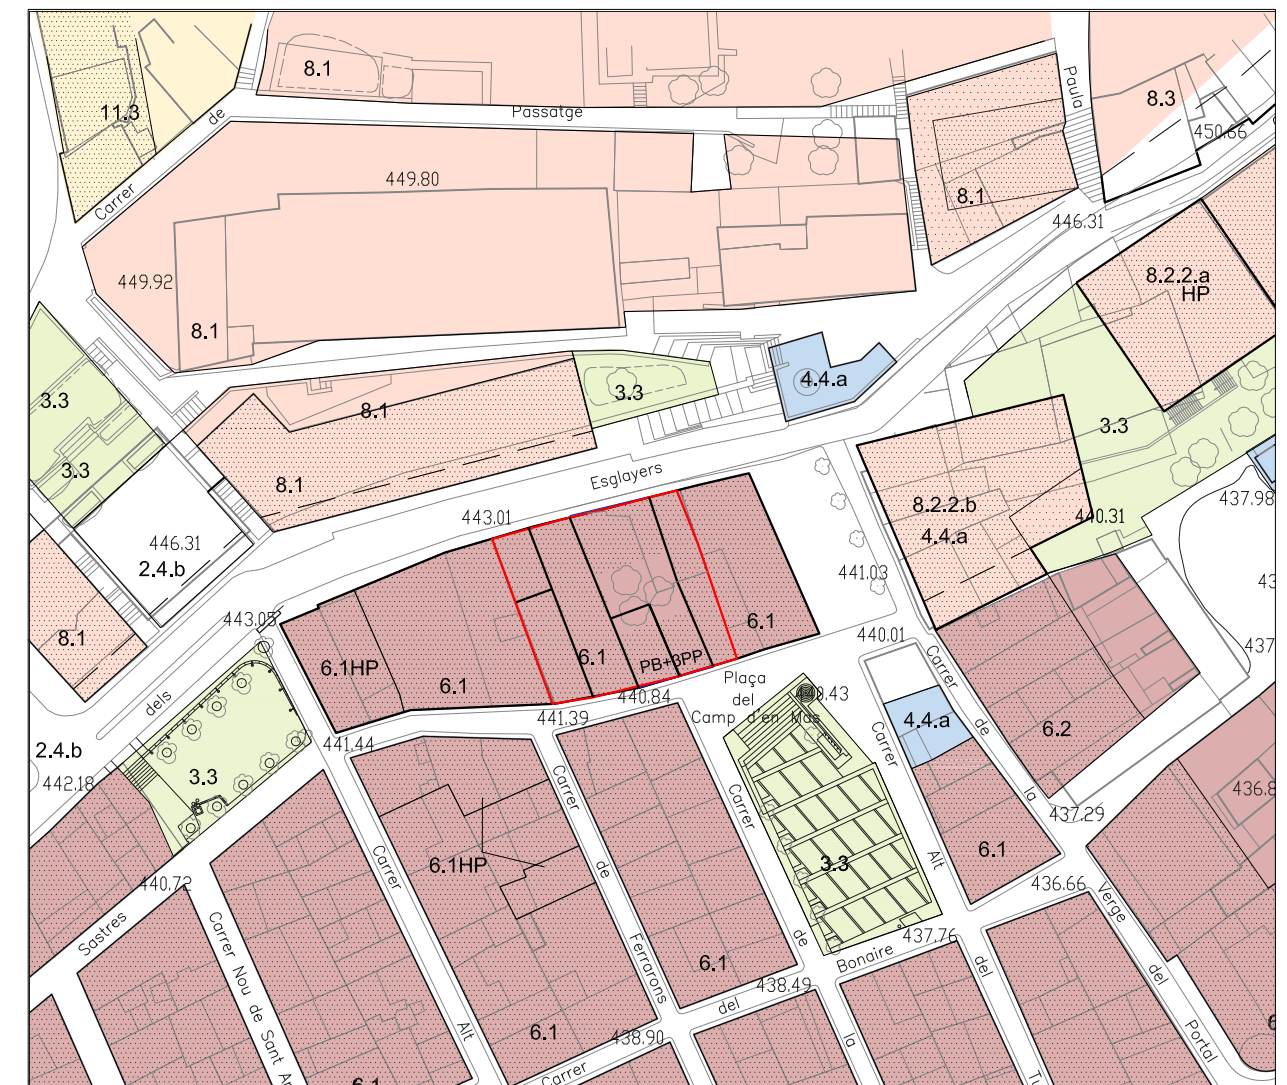 8.1
11.3
Carrer
de
Passatge
Paula
8.3
450.66
449.80
8.1
446.31
449.92
8.1
8.2.2.a
HP
3.3
3.3
8.1
3.3
4.4.a
3.3
8.1
Esglayers
443.01
8.2.2.b
4.4.a
440.31
437.98
446.31
2.4.b
441.03
443.05
8.1
6.1HP
6.1
6.1
PB+3PP
6.1
440.01
dels
Plaça
del
Camp d'en Mas
440.84
441.39
440.43
Carrer
de
la
4.4.a
6.2
2.4.b
442.18
3.3
441.44
Carrer
Alt
437.29
Carrer
de
Ferrarons
Carrer
de
la
Carrer
Alt
del
6.1HP
3.3
6.1
436.66
440.72
Sastres
Carrer Nou de Sant
Verge
del
Portal
437.76
Bonaire
6.1
438.49
del
6.1
438.90
Carrer
6.1